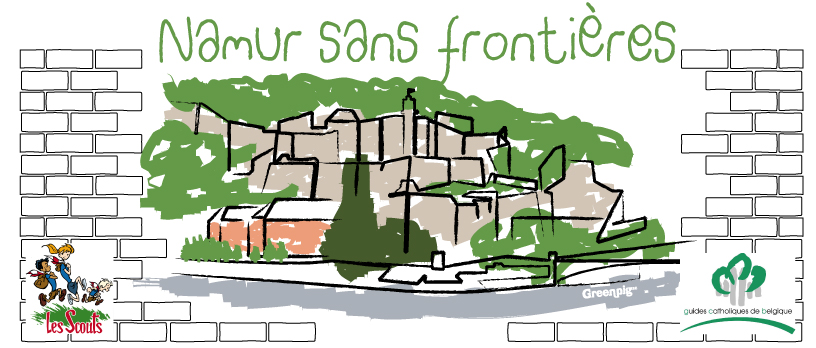 Namur sans frontières
Greenpig
Les Scouts
guides catholiques de belgique